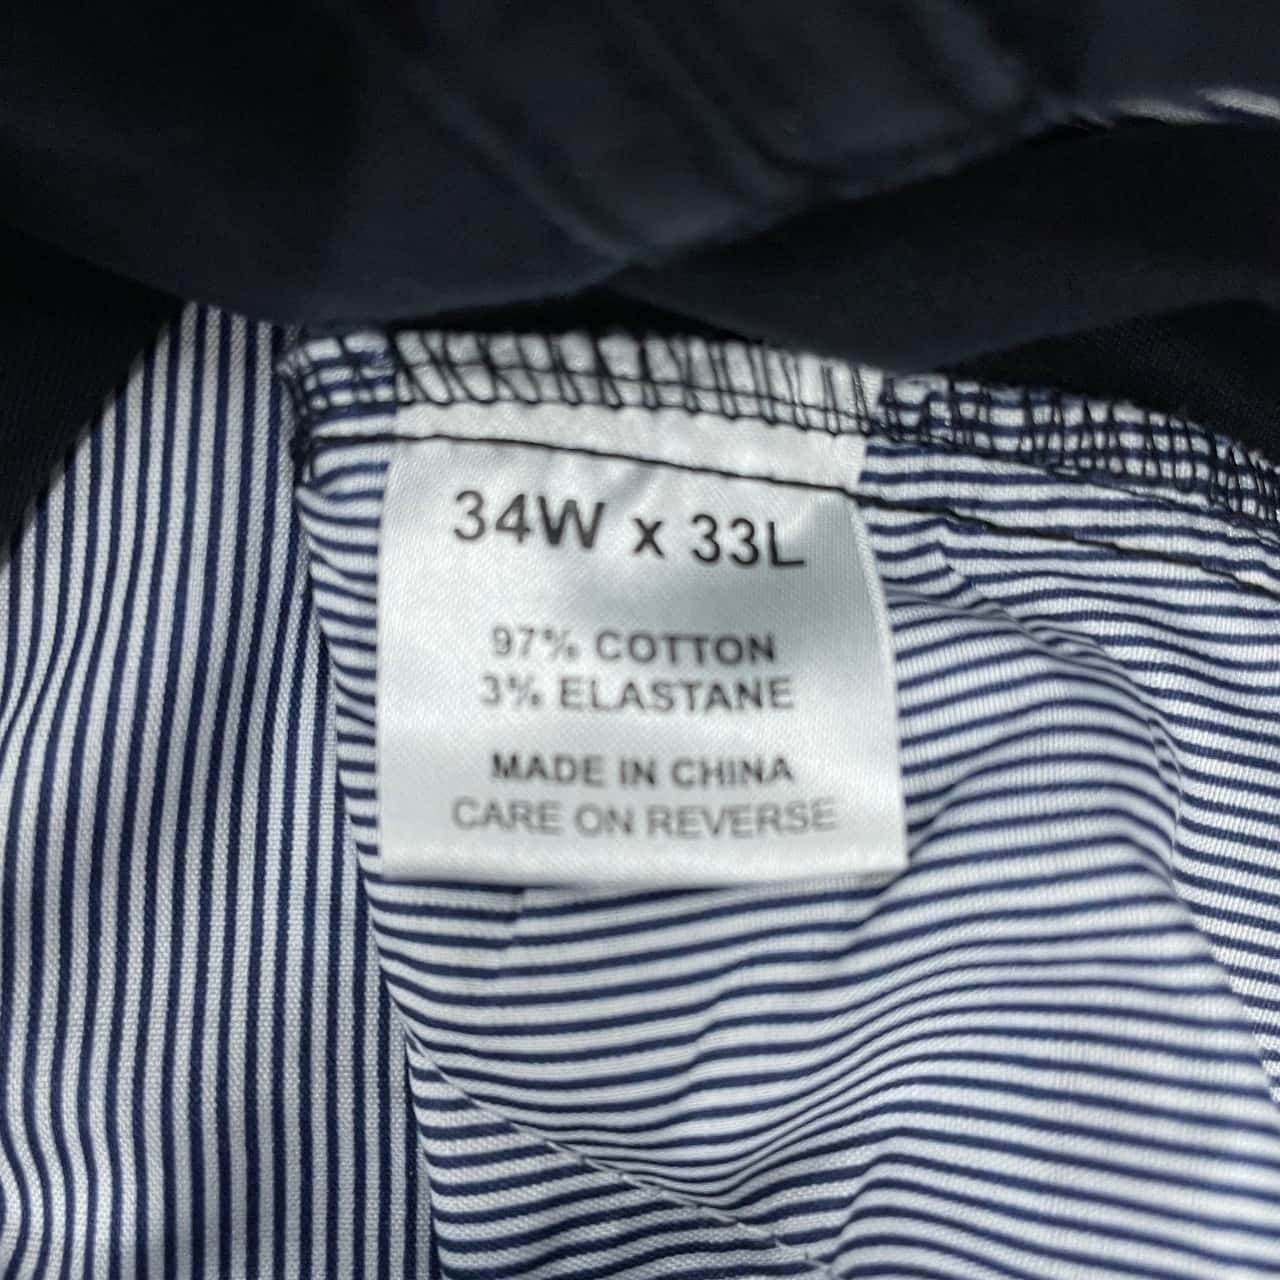 34W x 33L
97% COTTON
3% ELASTANE
MADE IN CHINA
CARE ON REVERSE